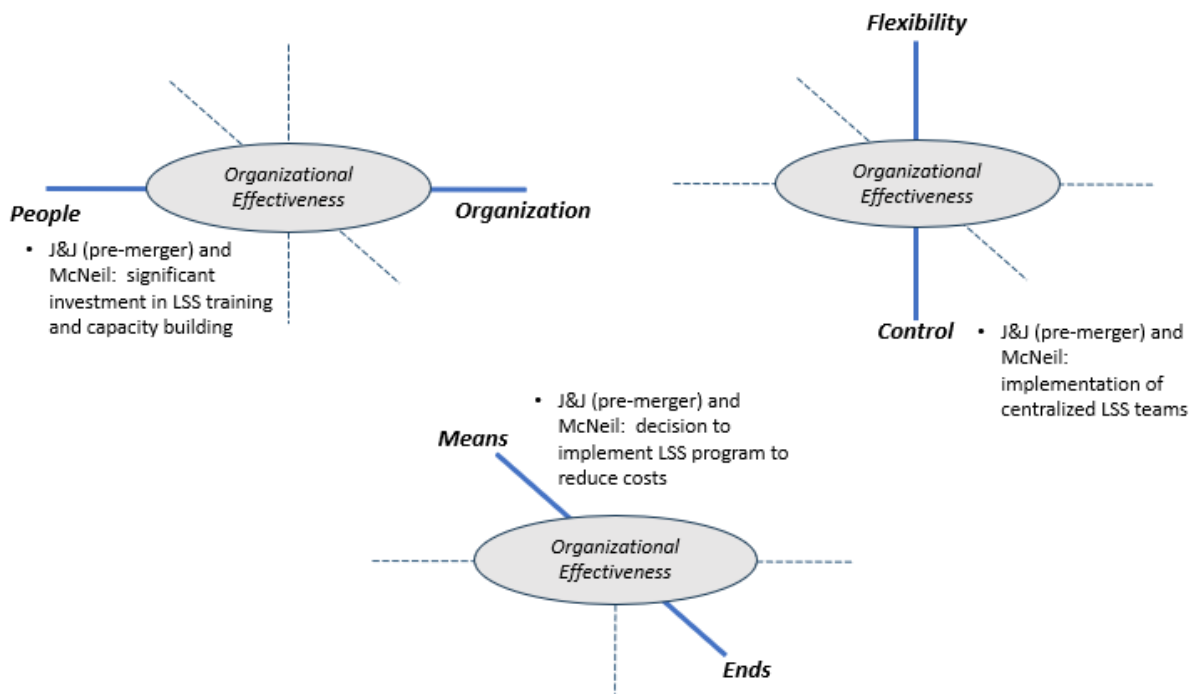 Organizational
Effectiveness
People
Organization
• J&J (pre-merger) and
McNeil: significant
investment in LSS training
and capacity building
Flexibility
Organizational
Effectiveness
Control
• J&J (pre-merger) and
McNeil:
implementation of
centralized LSS teams
• J&J (pre-merger) and
McNeil: decision to
implement LSS program to
reduce costs
Means
Organizational
Effectiveness
Ends